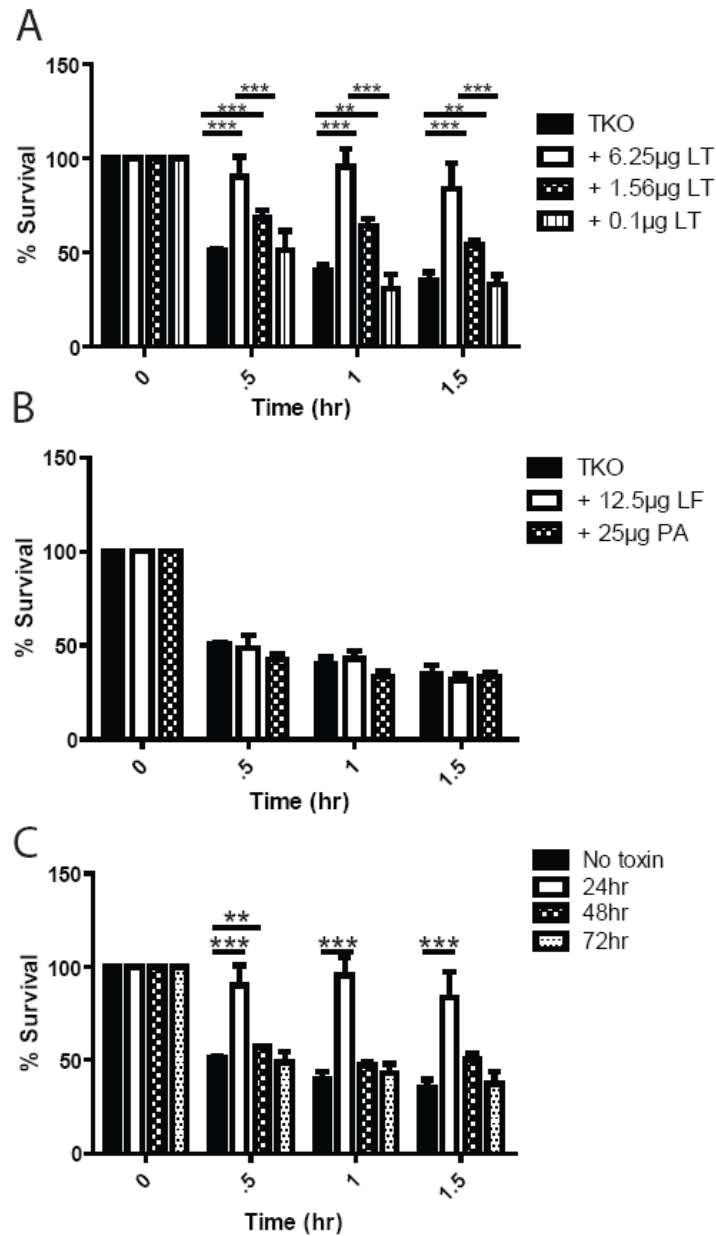 A
150
100
50
0
% Survival
*** *** ***
*** ** **
*** *** ***
TKO
+ 6.25µg LT
+ 1.56µg LT
+ 0.1µg LT
0 .5 1 1.5
Time (hr)
B
150
100
50
0
% Survival
TKO
+ 12.5µg LF
+ 25µg PA
0 .5 1 1.5
Time (hr)
C
150
100
50
0
% Survival
**
*** *** ***
No toxin
24hr
48hr
72hr
0 .5 1 1.5
Time (hr)